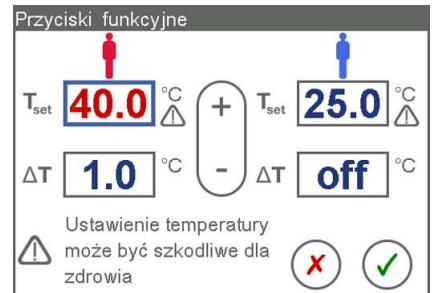 Przyciski funkcyjne
Tset 40.0 °C + Tset 25.0 °C
ΔT 1.0 °C - ΔT off °C
Ustawienie temperatury
może być szkodliwe dla
zdrowia